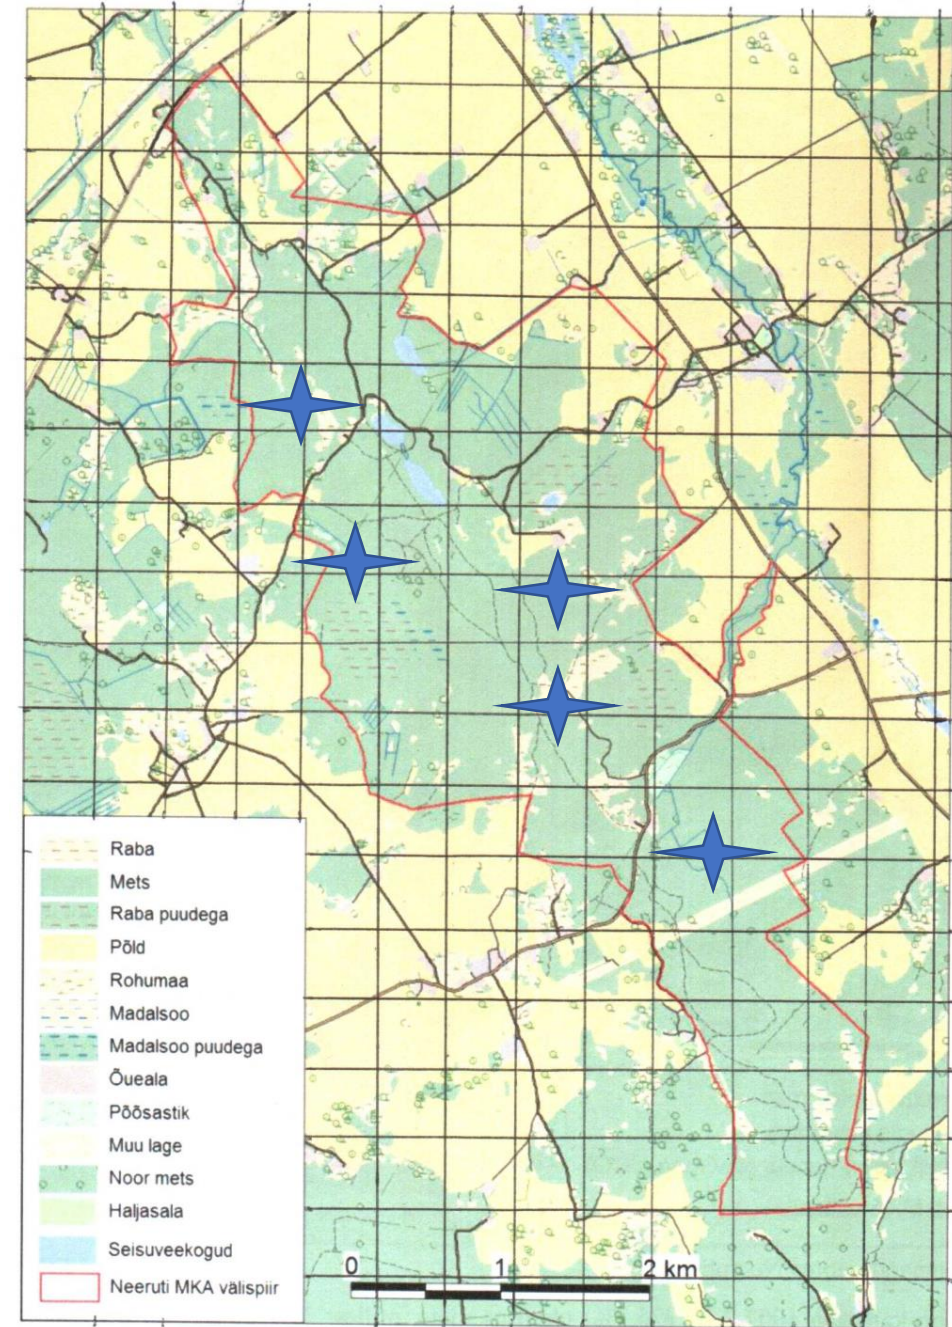 Raba
Mets
Raba puudega
Põld
Rohumaa
Madalsoo
Madalsoo puudega
Õueala
Põõsastik
Muu lage
Noor mets
Haljasala
Seisuveekogud
Neeruti MKA välispiir
0 1 2 km